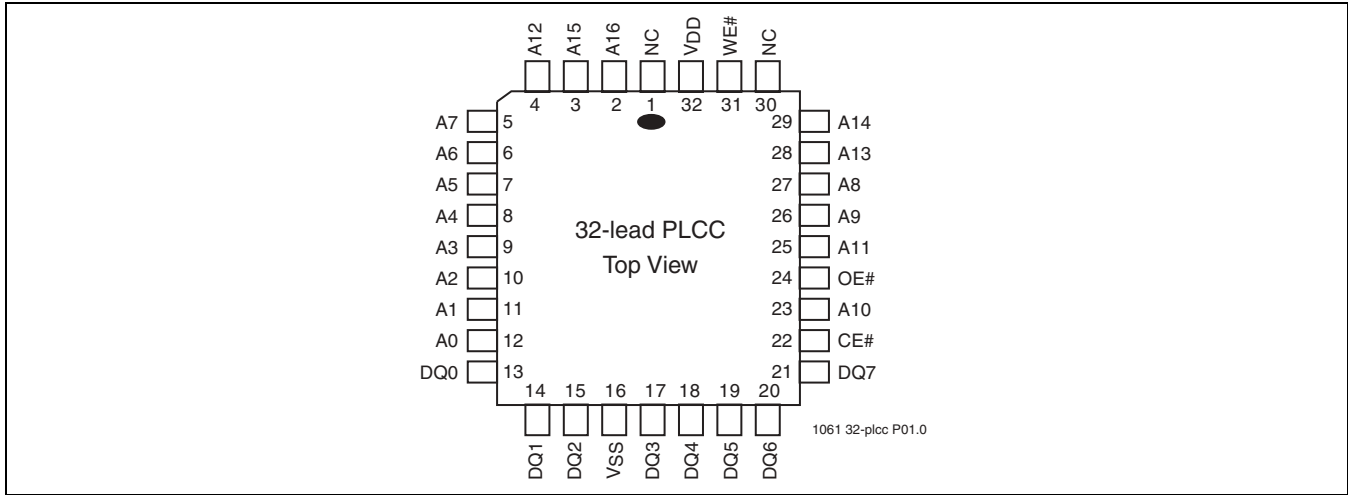 A12 A15 A16 NC VDD WE# NC
4 3 2 1 32 31 30
A7 5 29 A14
A6 6 28 A13
A5 7 27 A8
A4 8 26 A9
A3 9 25 A11
A2 10 24 OE#
A1 11 23 A10
A0 12 22 CE#
DQ0 13 21 DQ7
32-lead PLCC
Top View
14 15 16 17 18 19 20
DQ1 DQ2 VSS DQ3 DQ4 DQ5 DQ6
1061 32-plcc P01.0